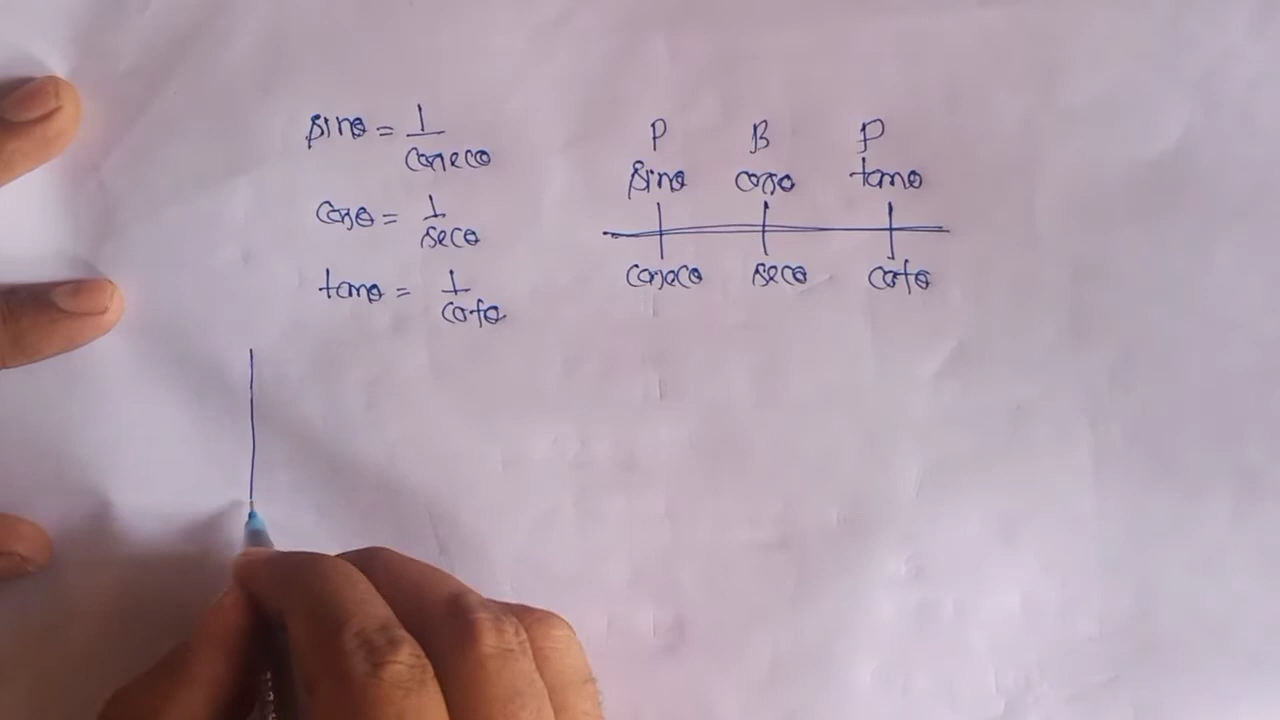 sinθ = 1/cosecθ
cosθ = 1/secθ
tanθ = 1/cotθ
P B P
sinθ cosθ tanθ
cosecθ secθ cotθ